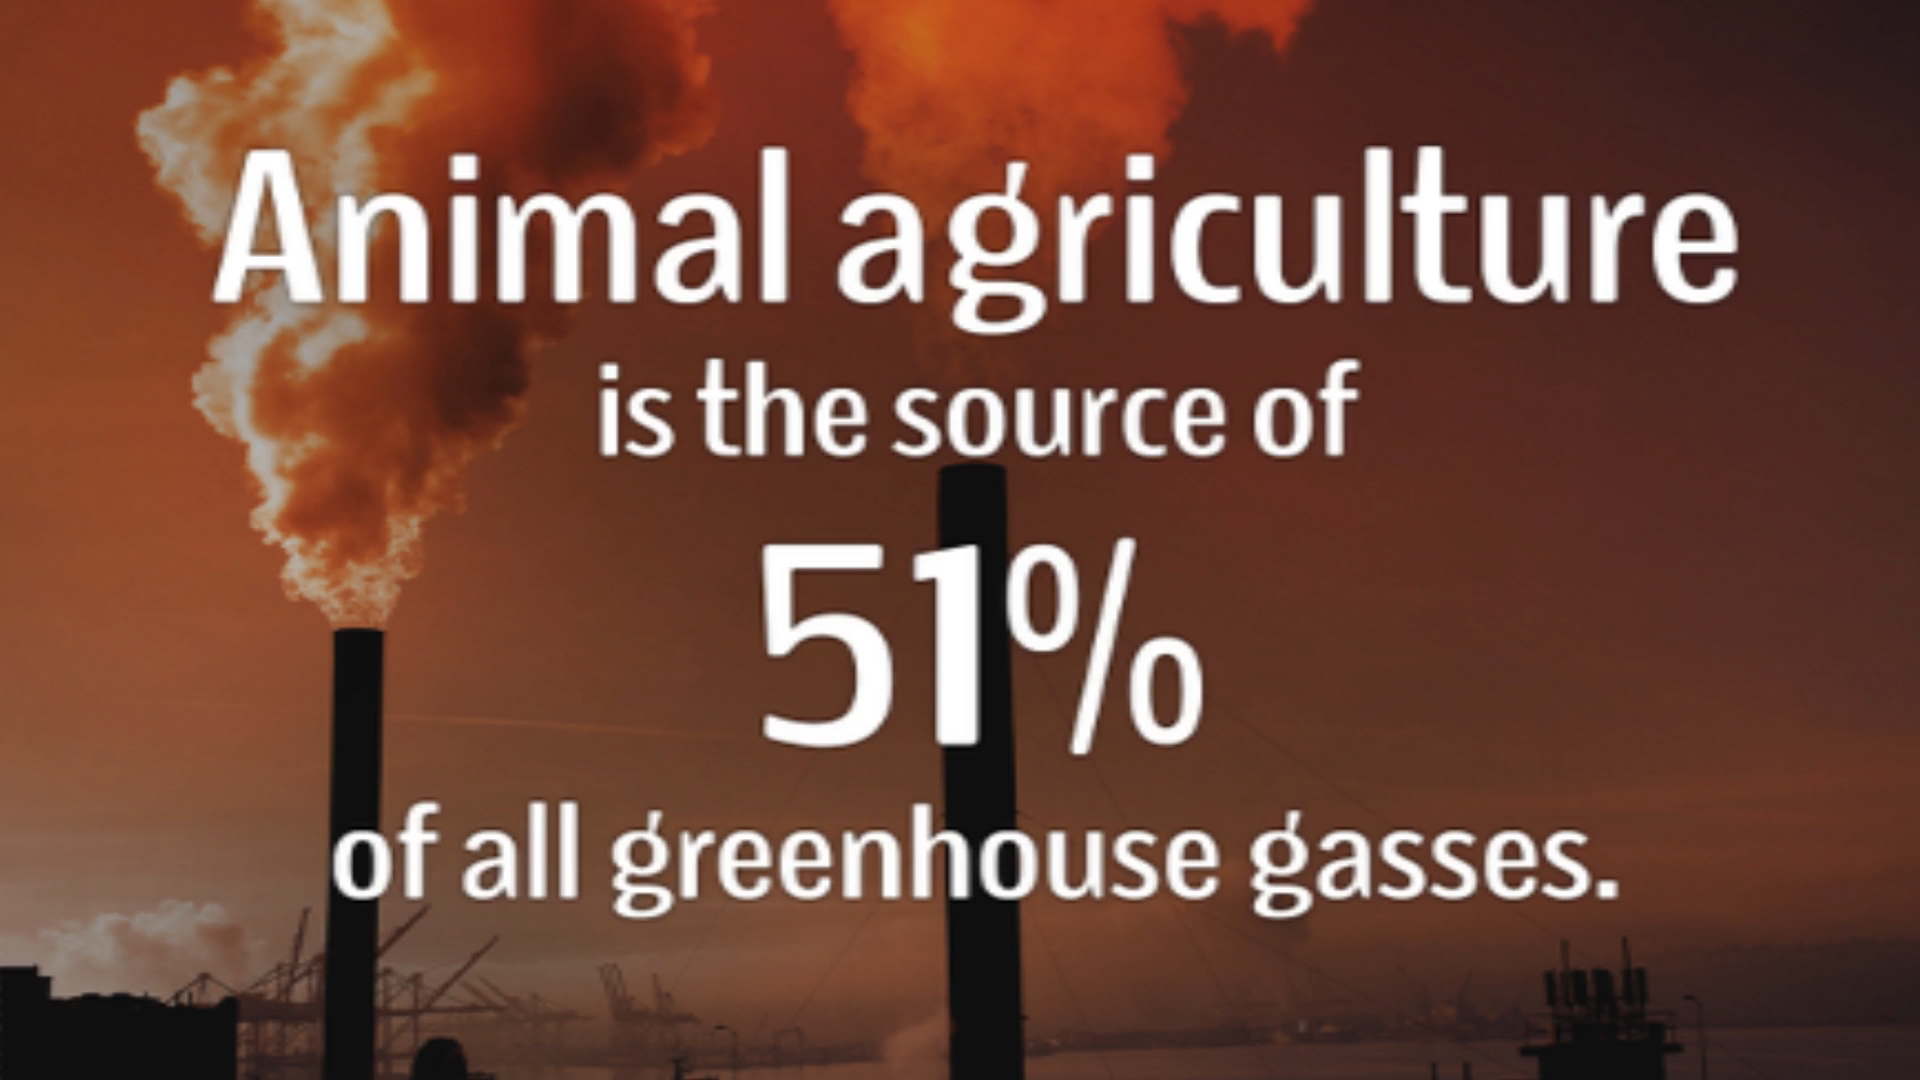 Animal agriculture
is the source of
51%
of all greenhouse gasses.